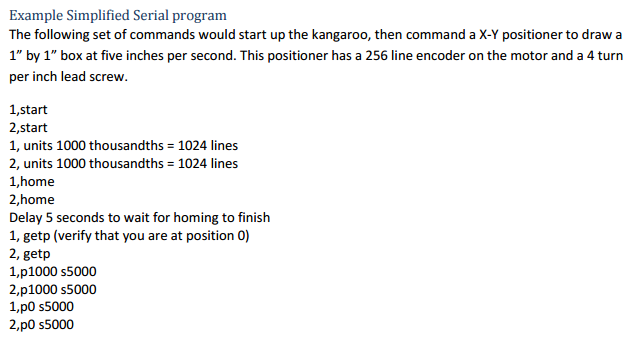 Example Simplified Serial program
The following set of commands would start up the kangaroo, then command a X-Y positioner to draw a
1” by 1” box at five inches per second. This positioner has a 256 line encoder on the motor and a 4 turn
per inch lead screw.
1,start
2,start
1, units 1000 thousandths = 1024 lines
2, units 1000 thousandths = 1024 lines
1,home
2,home
Delay 5 seconds to wait for homing to finish
1, getp (verify that you are at position 0)
2, getp
1,p1000 s5000
2,p1000 s5000
1,p0 s5000
2,p0 s5000